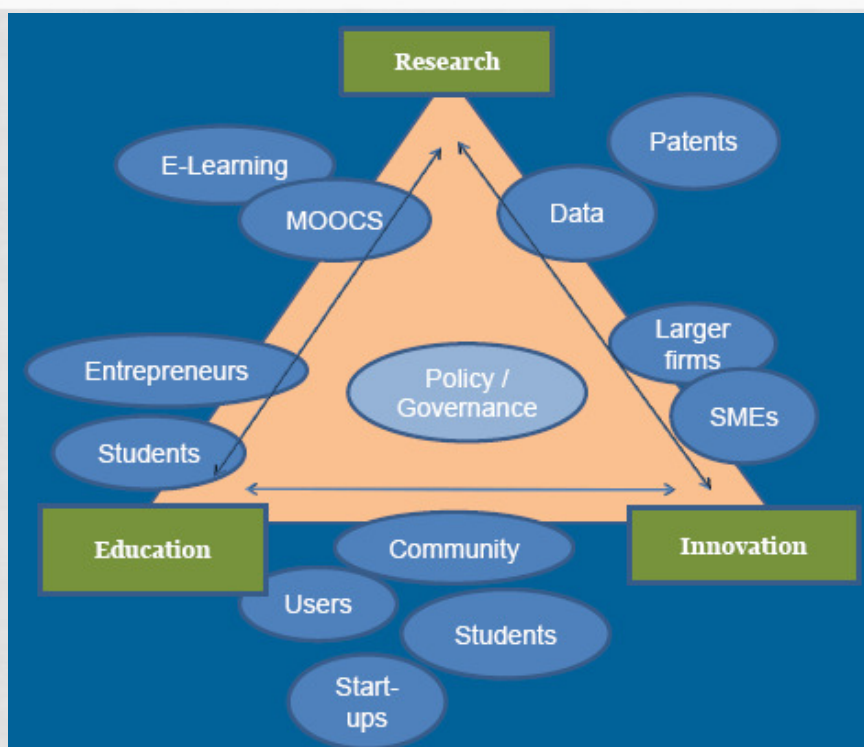 Research
Patents
E-Learning
MOOCS
Data
Larger
firms
Entrepreneurs
Policy /
Governance
SMEs
Students
Education
Community
Innovation
Users
Students
Start-
ups